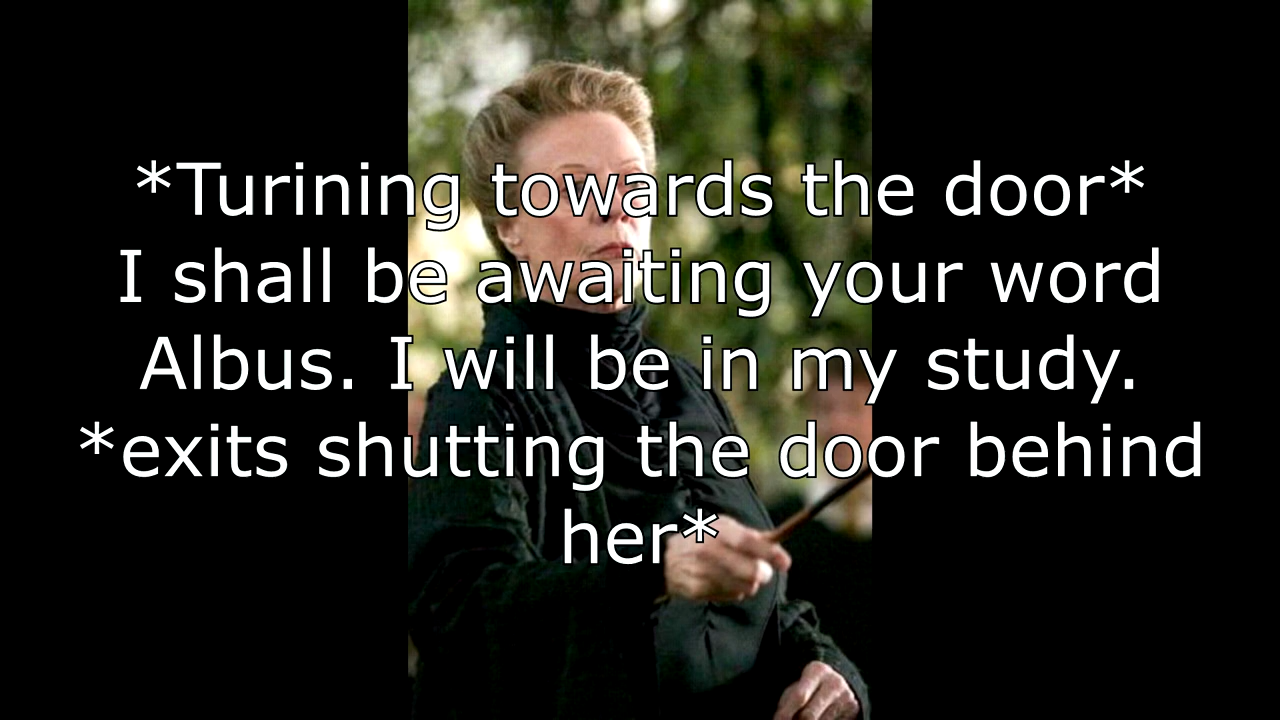 *Turining towards the door*
I shall be awaiting your word
Albus. I will be in my study.
*exits shutting the door behind
her*